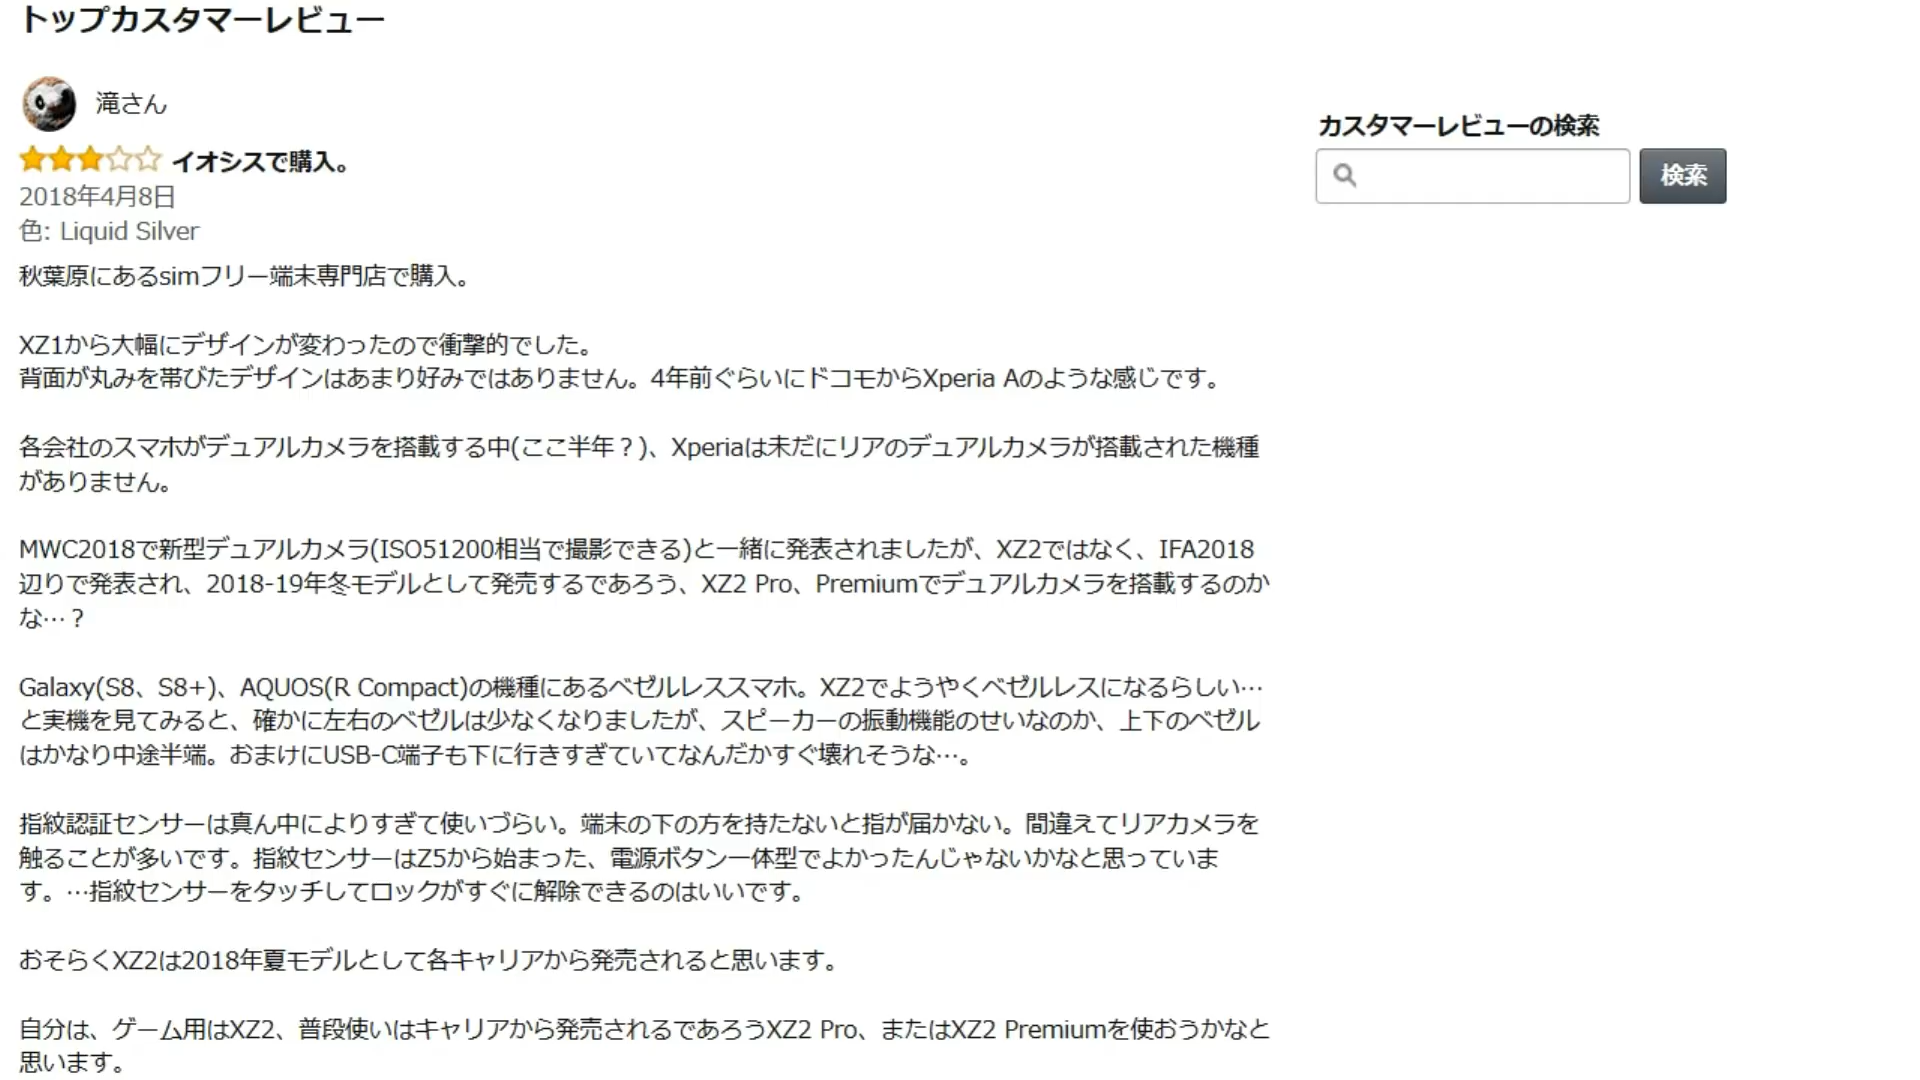 トップカスタマーレビュー
滝さん
イオシスで購入。
2018年4月8日
色: Liquid Silver
秋葉原にあるsimフリー端末専門店で購入。
XZ1から大幅にデザインが変わったので衝撃的でした。
背面が丸みを帯びたデザインはあまり好みではありません。4年前ぐらいにドコモからXperia Aのような感じです。
各会社のスマホがデュアルカメラを搭載する中(ここ半年？)、Xperiaは未だにリアのデュアルカメラが搭載された機種
がありません。
MWC2018で新型デュアルカメラ(ISO51200相当で撮影できる)と一緒に発表されましたが、XZ2ではなく、IFA2018
辺りで発表され、2018-19年冬モデルとして発売するであろう、XZ2 Pro、Premiumでデュアルカメラを搭載するのか
な…？
Galaxy(S8、S8+)、AQUOS(R Compact)の機種にあるベゼルレススマホ。XZ2でようやくベゼルレスになるらしい…
と実機を見てみると、確かに左右のベゼルは少なくなりましたが、スピーカーの振動機能のせいなのか、上下のベゼル
はかなり中途半端。おまけにUSB-C端子も下に行きすぎていてなんだかすぐ壊れそうな…。
指紋認証センサーは真ん中によりすぎて使いづらい。端末の下の方を持たないと指が届かない。間違えてリアカメラを
触ることが多いです。指紋センサーはZ5から始まった、電源ボタン一体型でよかったんじゃないかなと思っていま
す。…指紋センサーをタッチしてロックがすぐに解除できるのはいいです。
おそらくXZ2は2018年夏モデルとして各キャリアから発売されると思います。
自分は、ゲーム用はXZ2、普段使いはキャリアから発売されるであろうXZ2 Pro、またはXZ2 Premiumを使おうかなと
思います。
カスタマーレビューの検索
検索